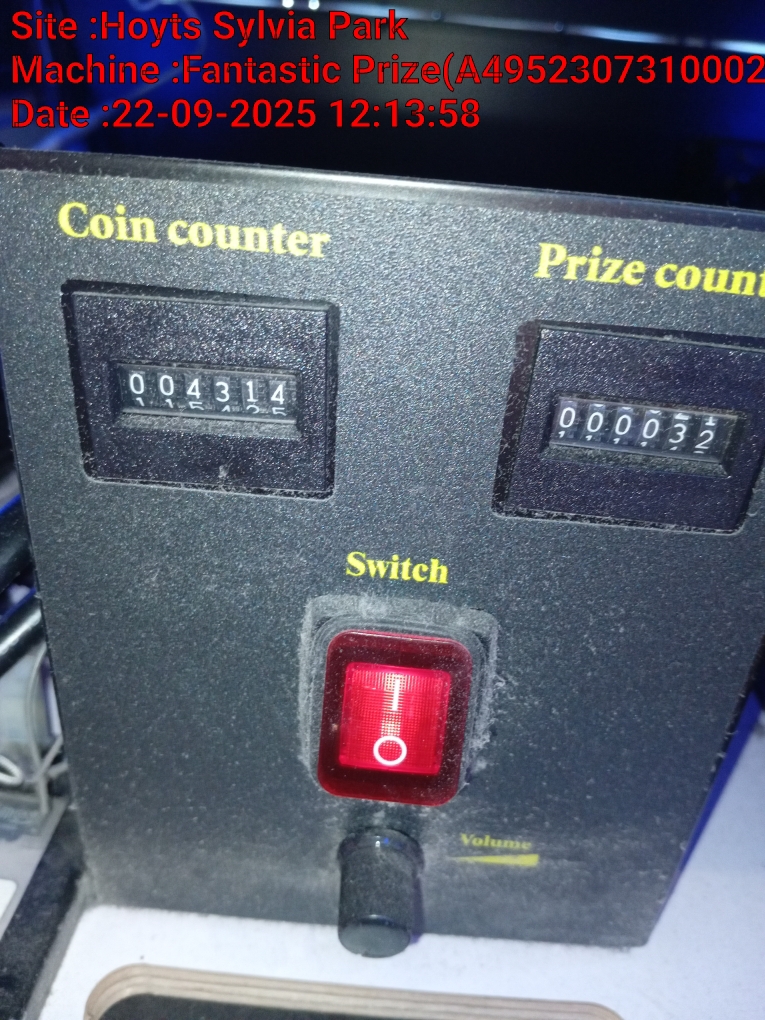 Site :Hoyts Sylvia Park
Machine :Fantastic Prize(A4952307310002
Date :22-09-2025 12:13:58
Coin counter
Prize count
004314
000032
Switch
Volume